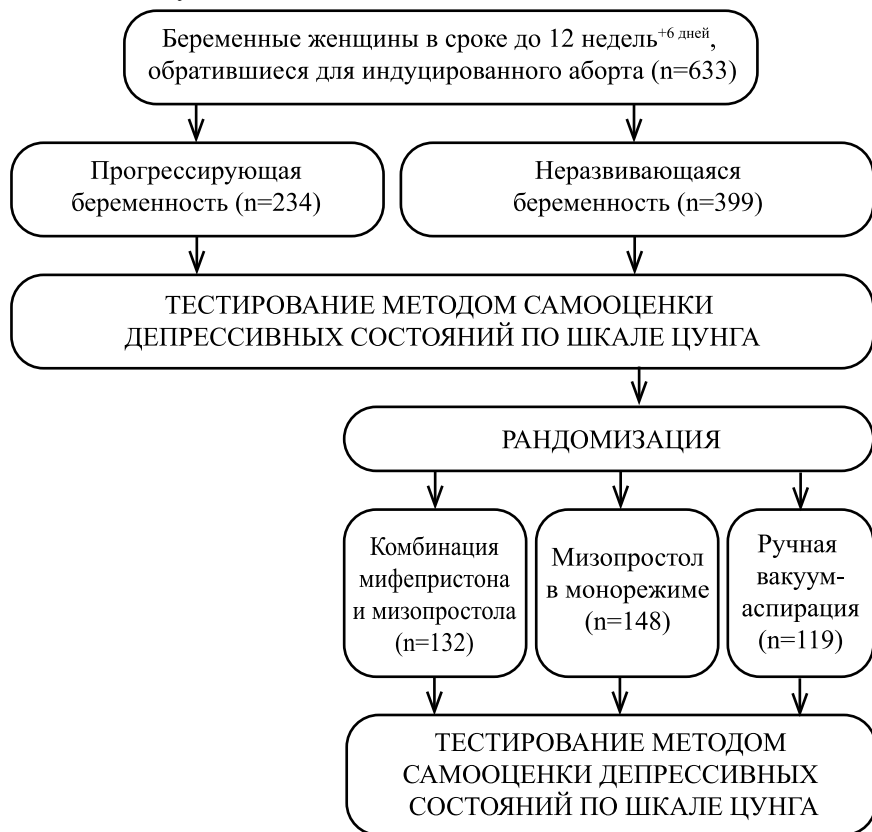 Беременные женщины в сроке до 12 недель+6 дней,
обратившиеся для индуцированного аборта (n=633)
Прогрессирующая
беременность (n=234)
Неразвивающаяся
беременность (n=399)
ТЕСТИРОВАНИЕ МЕТОДОМ САМООЦЕНКИ
ДЕПРЕССИВНЫХ СОСТОЯНИЙ ПО ШКАЛЕ ЦУНГА
РАНДОМИЗАЦИЯ
Комбинация
мифепристона
и мизопростола
(n=132)
Мизопростол
в монорежиме
(n=148)
Ручная
вакуум-
аспирация
(n=119)
ТЕСТИРОВАНИЕ МЕТОДОМ
САМООЦЕНКИ ДЕПРЕССИВНЫХ
СОСТОЯНИЙ ПО ШКАЛЕ ЦУНГА